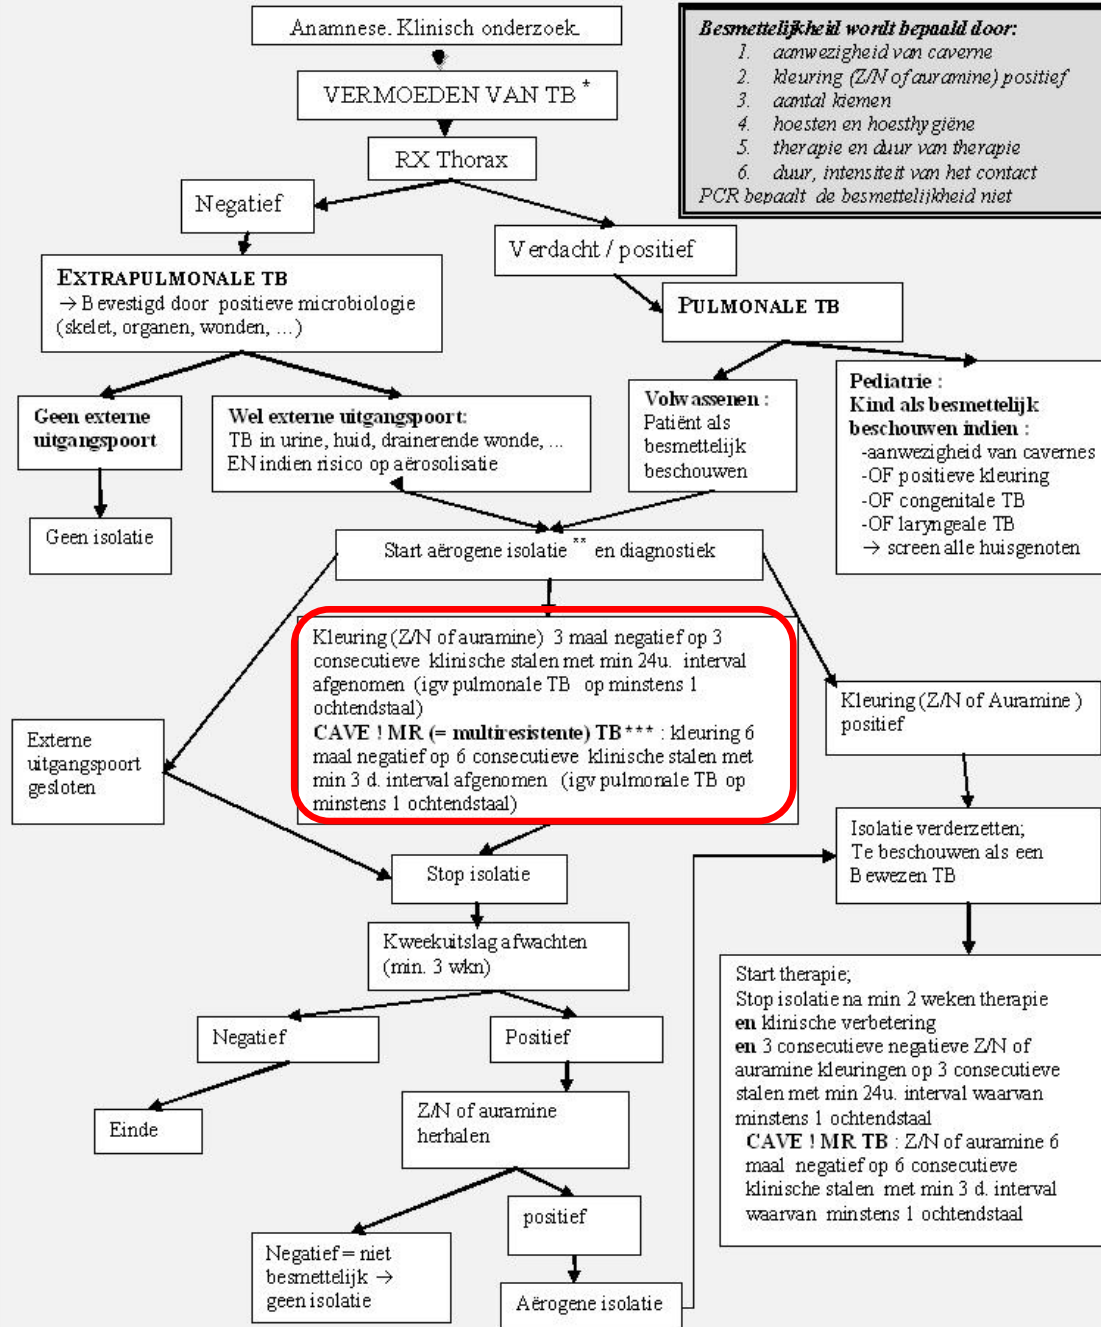 Anamnese. Klinisch onderzoek.
VERMOEDEN VAN TB *
RX Thorax
Besmettelijkheid wordt bepaald door:
1. aanwezigheid van caverne
2. kleuring (Z/N of auramine) positief
3. aantal kiemen
4. hoesten en hoesthygiëne
5. therapie en duur van therapie
6. duur, intensiteit van het contact
PCR bepaalt de besmettelijkheid niet
Negatief
Verdacht / positief
EXTRAPULMONALE TB
→ Bevestigd door positieve microbiologie
(skelet, organen, wonden, ...)
PULMONALE TB
Geen externe
uitgangspoort
Wel externe uitgangspoort:
TB in urine, huid, drainerende wonde, ...
EN indien risico op aërosolisatie
Volwassenen :
Patiënt als
besmettelijk
beschouwen
Pediatrie :
Kind als besmettelijk
beschouwen indien :
-aanwezigheid van cavernes
-OF positieve kleuring
-OF congenitale TB
-OF laryngeale TB
→ screen alle huisgenoten
Geen isolatie
Start aërogene isolatie ** en diagnostiek
Kleuring (Z/N of auramine) 3 maal negatief op 3
consecutieve klinische stalen met min 24u. interval
afgenomen (igv pulmonale TB op minstens 1
ochtendstaal)
CAVE ! MR (= multiresistente) TB*** : kleuring 6
maal negatief op 6 consecutieve klinische stalen met
min 3 d. interval afgenomen (igv pulmonale TB op
minstens 1 ochtendstaal)
Externe
uitgangspoort
gesloten
Kleuring (Z/N of Auramine )
positief
Stop isolatie
Isolatie verderzetten;
Te beschouwen als een
Bewezen TB
Kweekuitslag afwachten
(min. 3 wkn)
Negatief
Positief
Start therapie;
Stop isolatie na min 2 weken therapie
en klinische verbetering
en 3 consecutieve negatieve Z/N of
auramine kleuringen op 3 consecutieve
stalen met min 24u. interval waarvan
minstens 1 ochtendstaal
CAVE ! MR TB : Z/N of auramine 6
maal negatief op 6 consecutieve
klinische stalen met min 3 d. interval
waarvan minstens 1 ochtendstaal
Einde
Z/N of auramine
herhalen
positief
Negatief = niet
besmettelijk →
geen isolatie
Aërogene isolatie